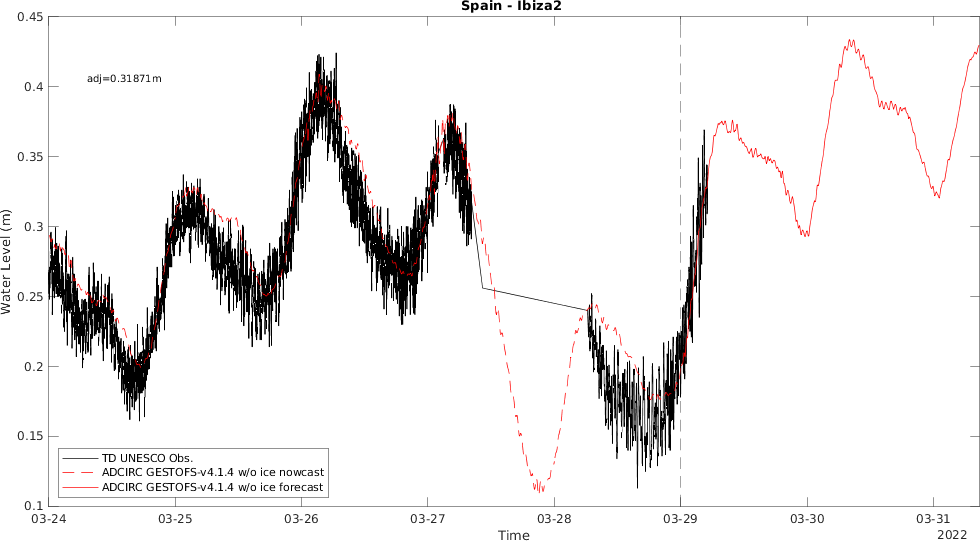 Spain - Ibiza2
0.45
0.4
0.35
0.3
0.25
0.2
0.15
0.1
Water Level (m)
adj=0.31871m
TD UNESCO Obs.
ADCIRC GESTOFS-v4.1.4 w/o ice nowcast
ADCIRC GESTOFS-v4.1.4 w/o ice forecast
03-24 03-25 03-26 03-27 03-28 03-29 03-30 03-31
Time
2022